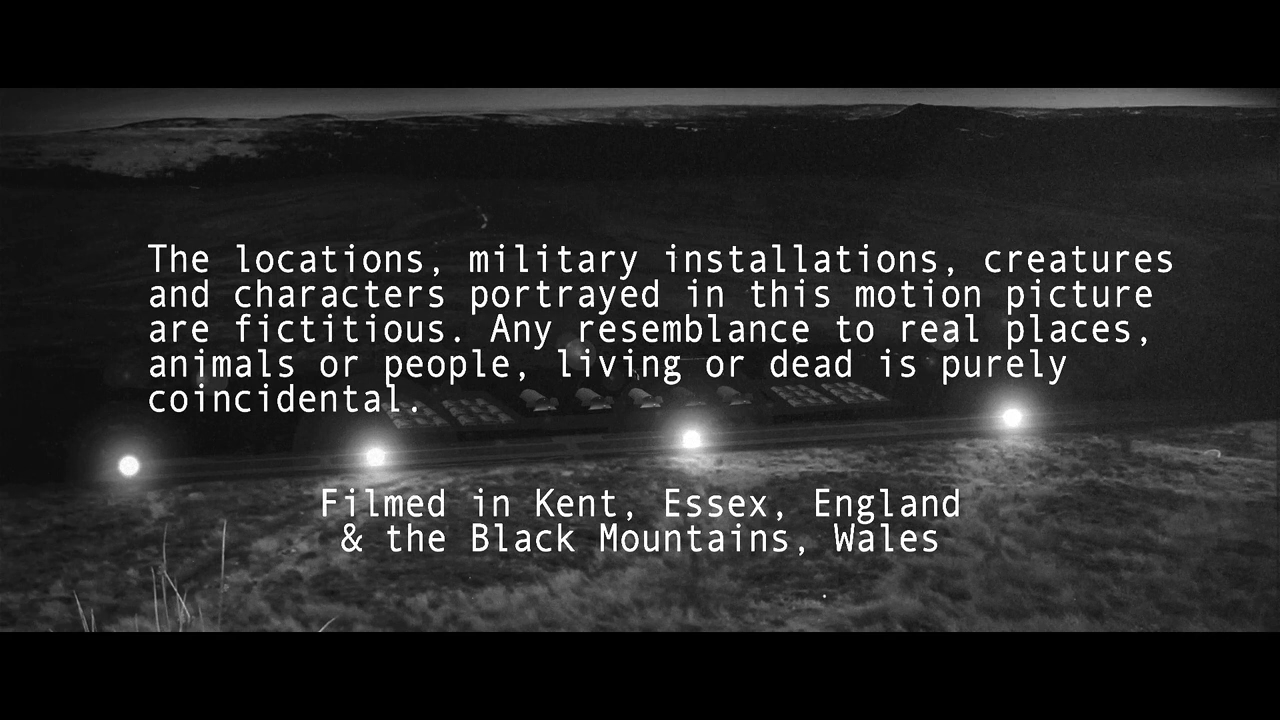 The locations, military installations, creatures
and characters portrayed in this motion picture
are fictitious. Any resemblance to real places,
animals or people, living or dead is purely
coincidental.
Filmed in Kent, Essex, England
& the Black Mountains, Wales